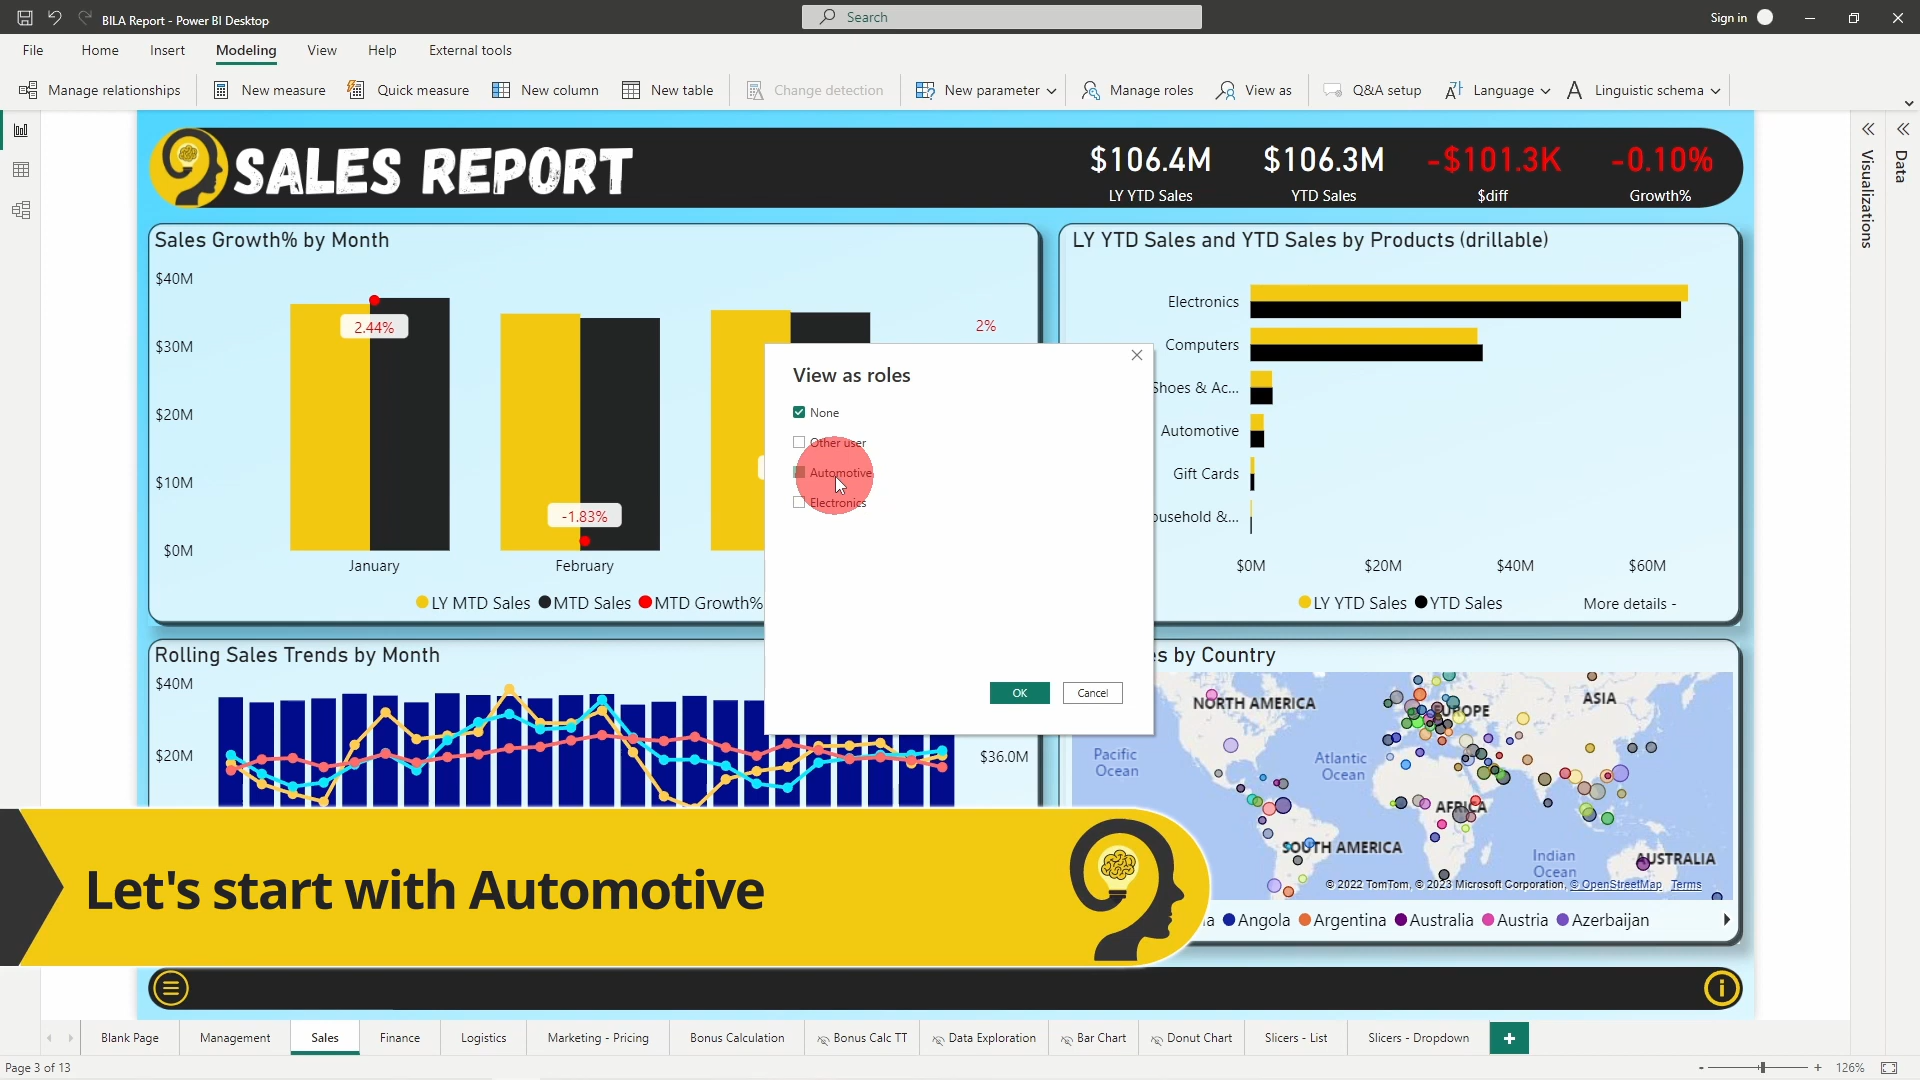 BILA Report - Power BI Desktop
Search
Sign in
File
Home
Insert
Modeling
View
Help
External tools
Manage relationships
New measure
Quick measure
New column
New table
Change detection
New parameter
Manage roles
View as
Q&A setup
Language
Linguistic schema
SALES REPORT
$106.4M
LY YTD Sales
$106.3M
YTD Sales
-$101.3K
$diff
-0.10%
Growth%
Visualizations
Data
Sales Growth% by Month
$40M
$30M
$20M
$10M
$0M
2.44%
-1.83%
2%
January
February
LY MTD Sales
MTD Sales
MTD Growth%
LY YTD Sales and YTD Sales by Products (drillable)
Electronics
Computers
Shoes & Ac...
Automotive
Gift Cards
ousehold &...
$0M
$20M
$40M
$60M
LY YTD Sales
YTD Sales
More details -
View as roles
None
Other user
Automotive
Electronics
OK
Cancel
Rolling Sales Trends by Month
$40M
$20M
$36.0M
es by Country
NORTH AMERICA
EUROPE
ASIA
Pacific
Ocean
Atlantic
Ocean
AFRICA
SOUTH AMERICA
Indian
Ocean
AUSTRALIA
© 2022 TomTom, © 2023 Microsoft Corporation, © OpenStreetMap Terms
a
Angola
Argentina
Australia
Austria
Azerbaijan
Let's start with Automotive
Blank Page
Management
Sales
Finance
Logistics
Marketing - Pricing
Bonus Calculation
Bonus Calc TT
Data Exploration
Bar Chart
Donut Chart
Slicers - List
Slicers - Dropdown
+
Page 3 of 13
- + 126%